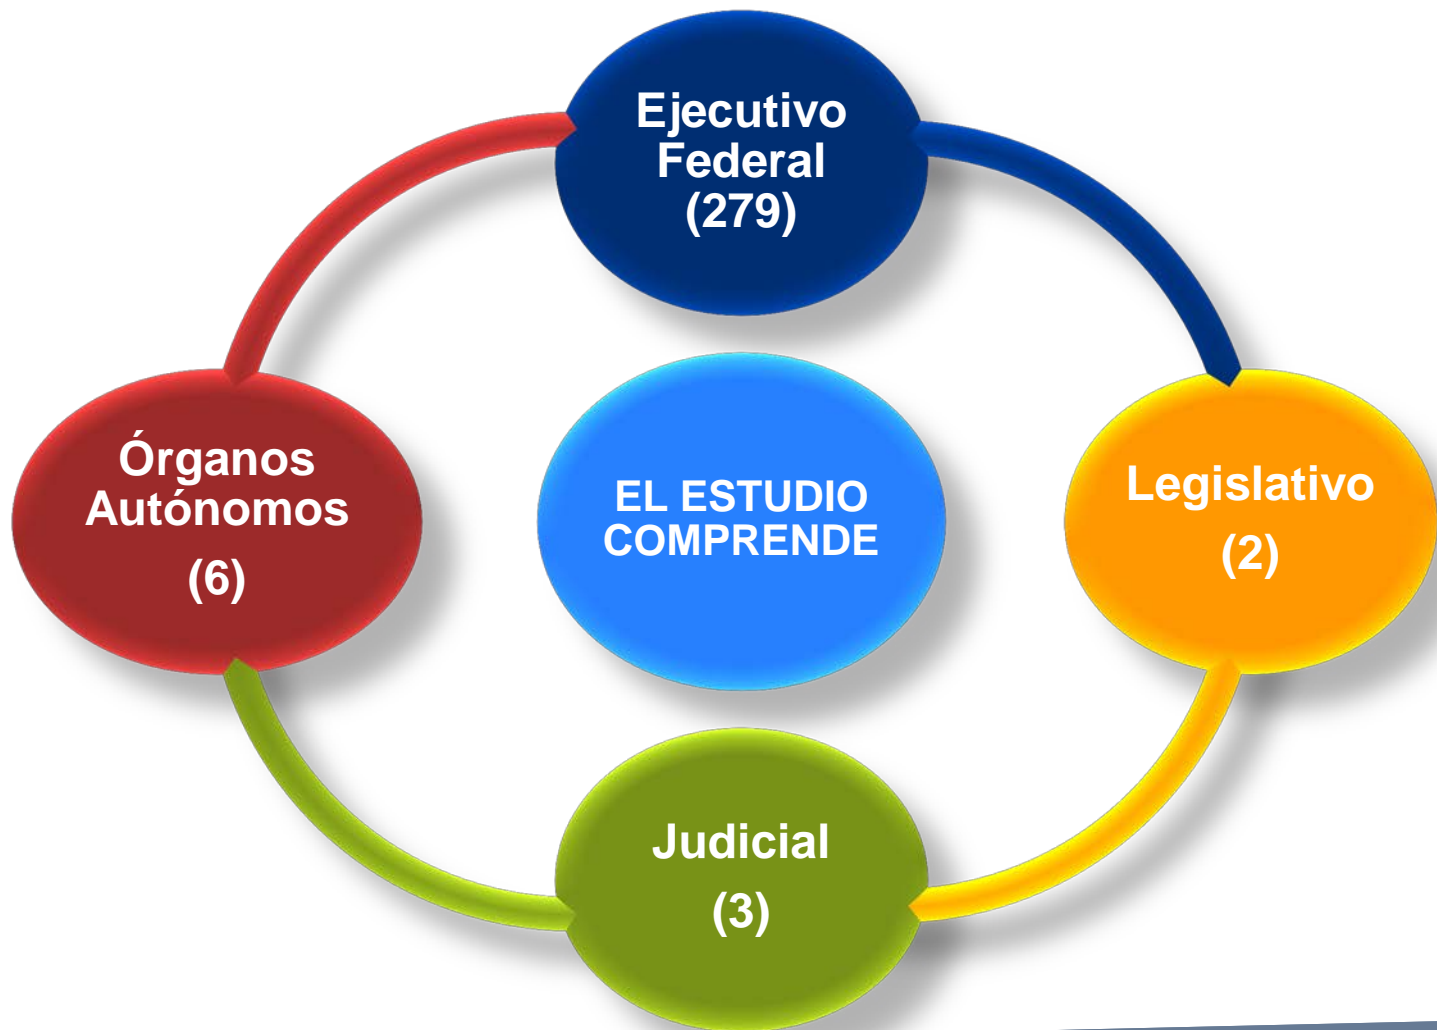 Ejecutivo
Federal
(279)
Órganos
Autónomos
(6)
EL ESTUDIO
COMPRENDE
Legislativo
(2)
Judicial
(3)